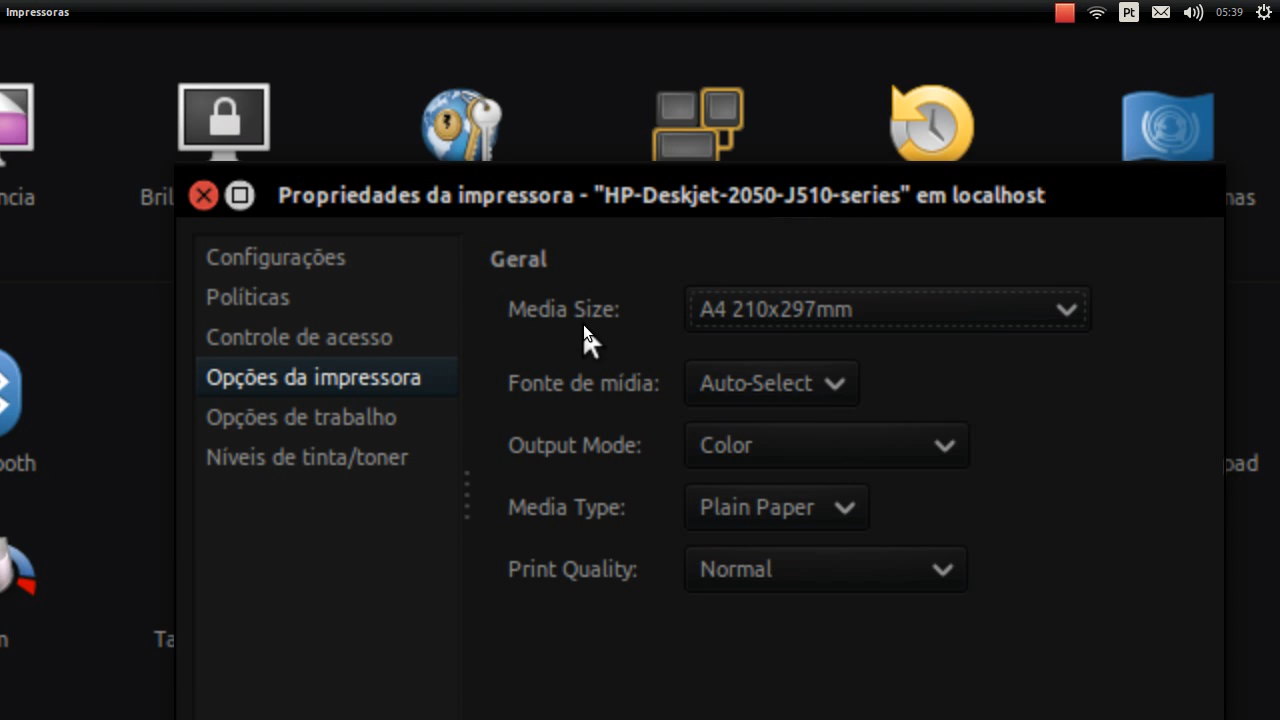 Impressoras
Pt
05:39
ncia
Bril
nas
Propriedades da impressora - "HP-Deskjet-2050-J510-series" em localhost
Configurações
Políticas
Controle de acesso
Opções da impressora
Opções de trabalho
Níveis de tinta/toner
Geral
Media Size: A4 210x297mm
Fonte de mídia: Auto-Select
Output Mode: Color
Media Type: Plain Paper
Print Quality: Normal
ooth
oad
n
Ta